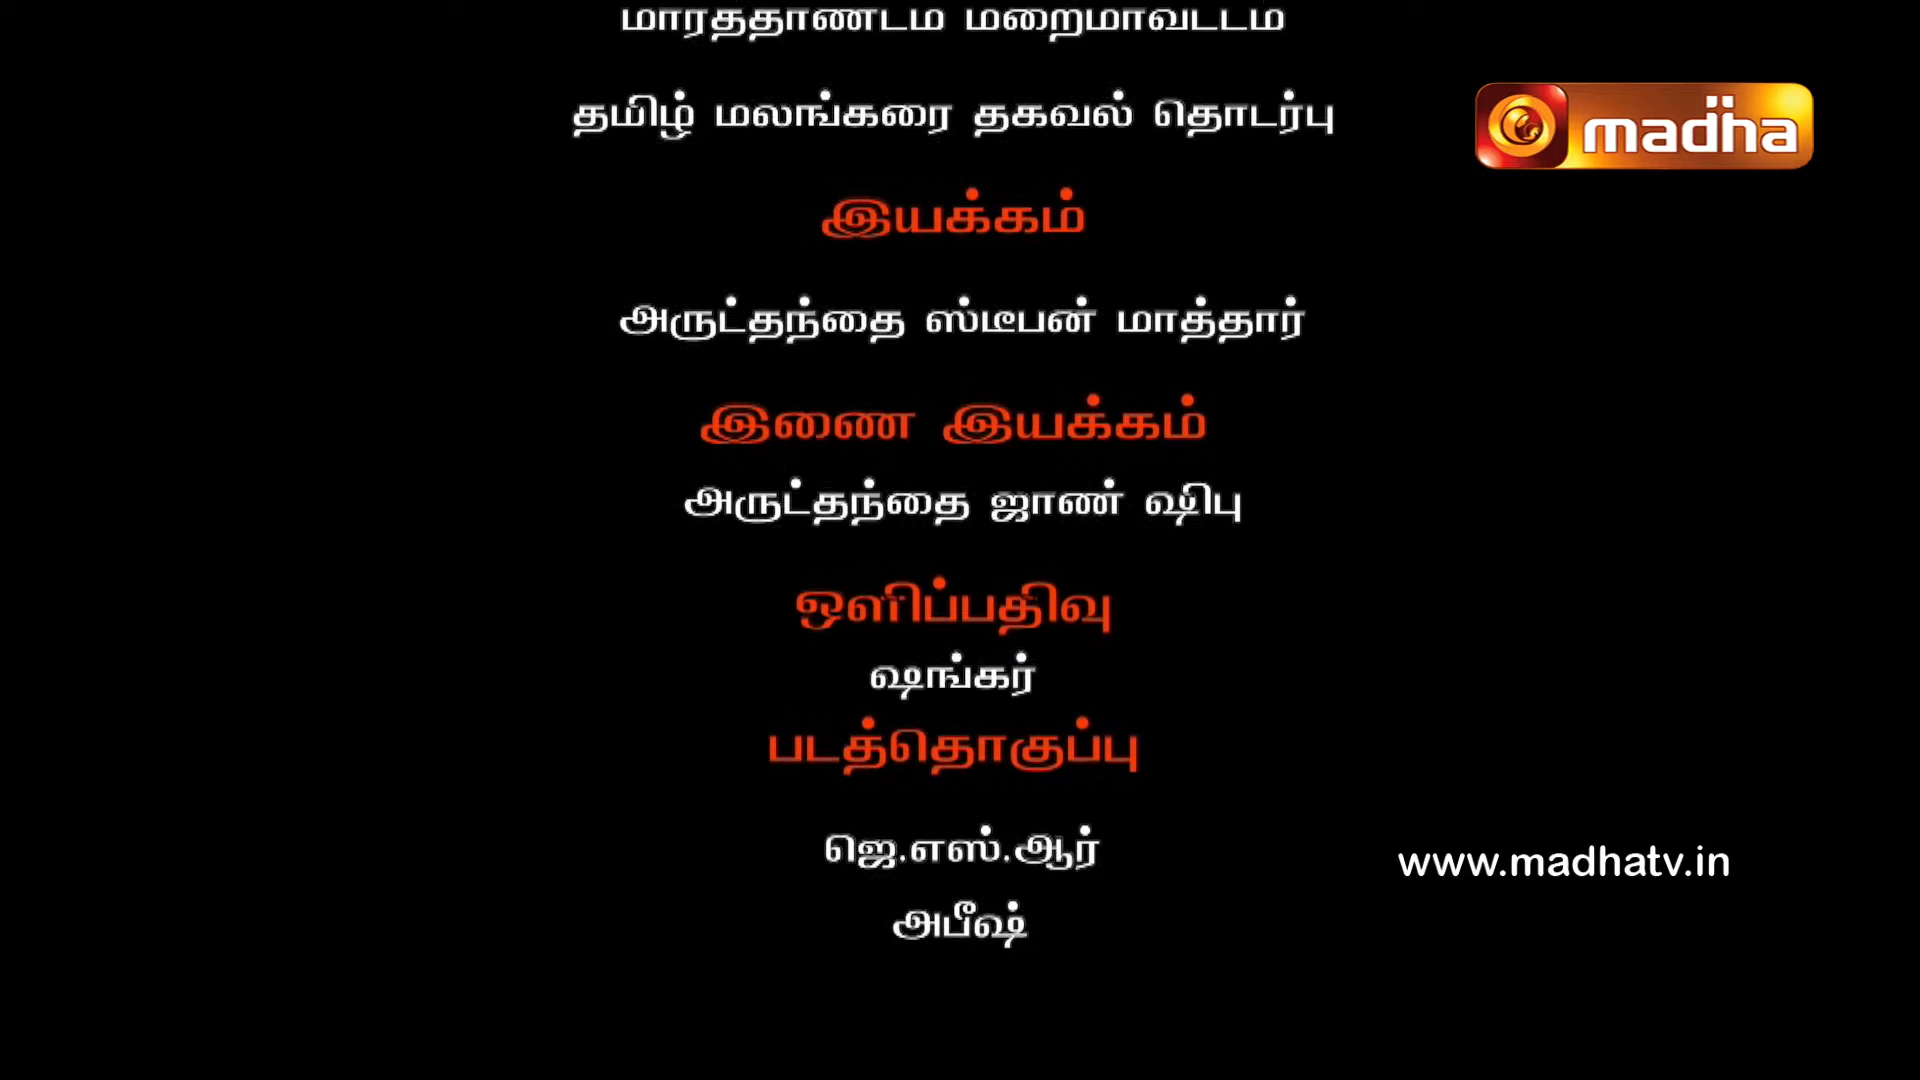 மார்த்தாண்டம் மறைமாவட்டம்
தமிழ் மலங்கரை தகவல் தொடர்பு
madha
இயக்கம்
அருட்தந்தை ஸ்டீபன் மாத்தார்
இணை இயக்கம்
அருட்தந்தை ஜாண் ஷிபு
ஒளிப்பதிவு
ஷங்கர்
படத்தொகுப்பு
ஜெ.எஸ்.ஆர்
www.madhatv.in
அபீஷ்